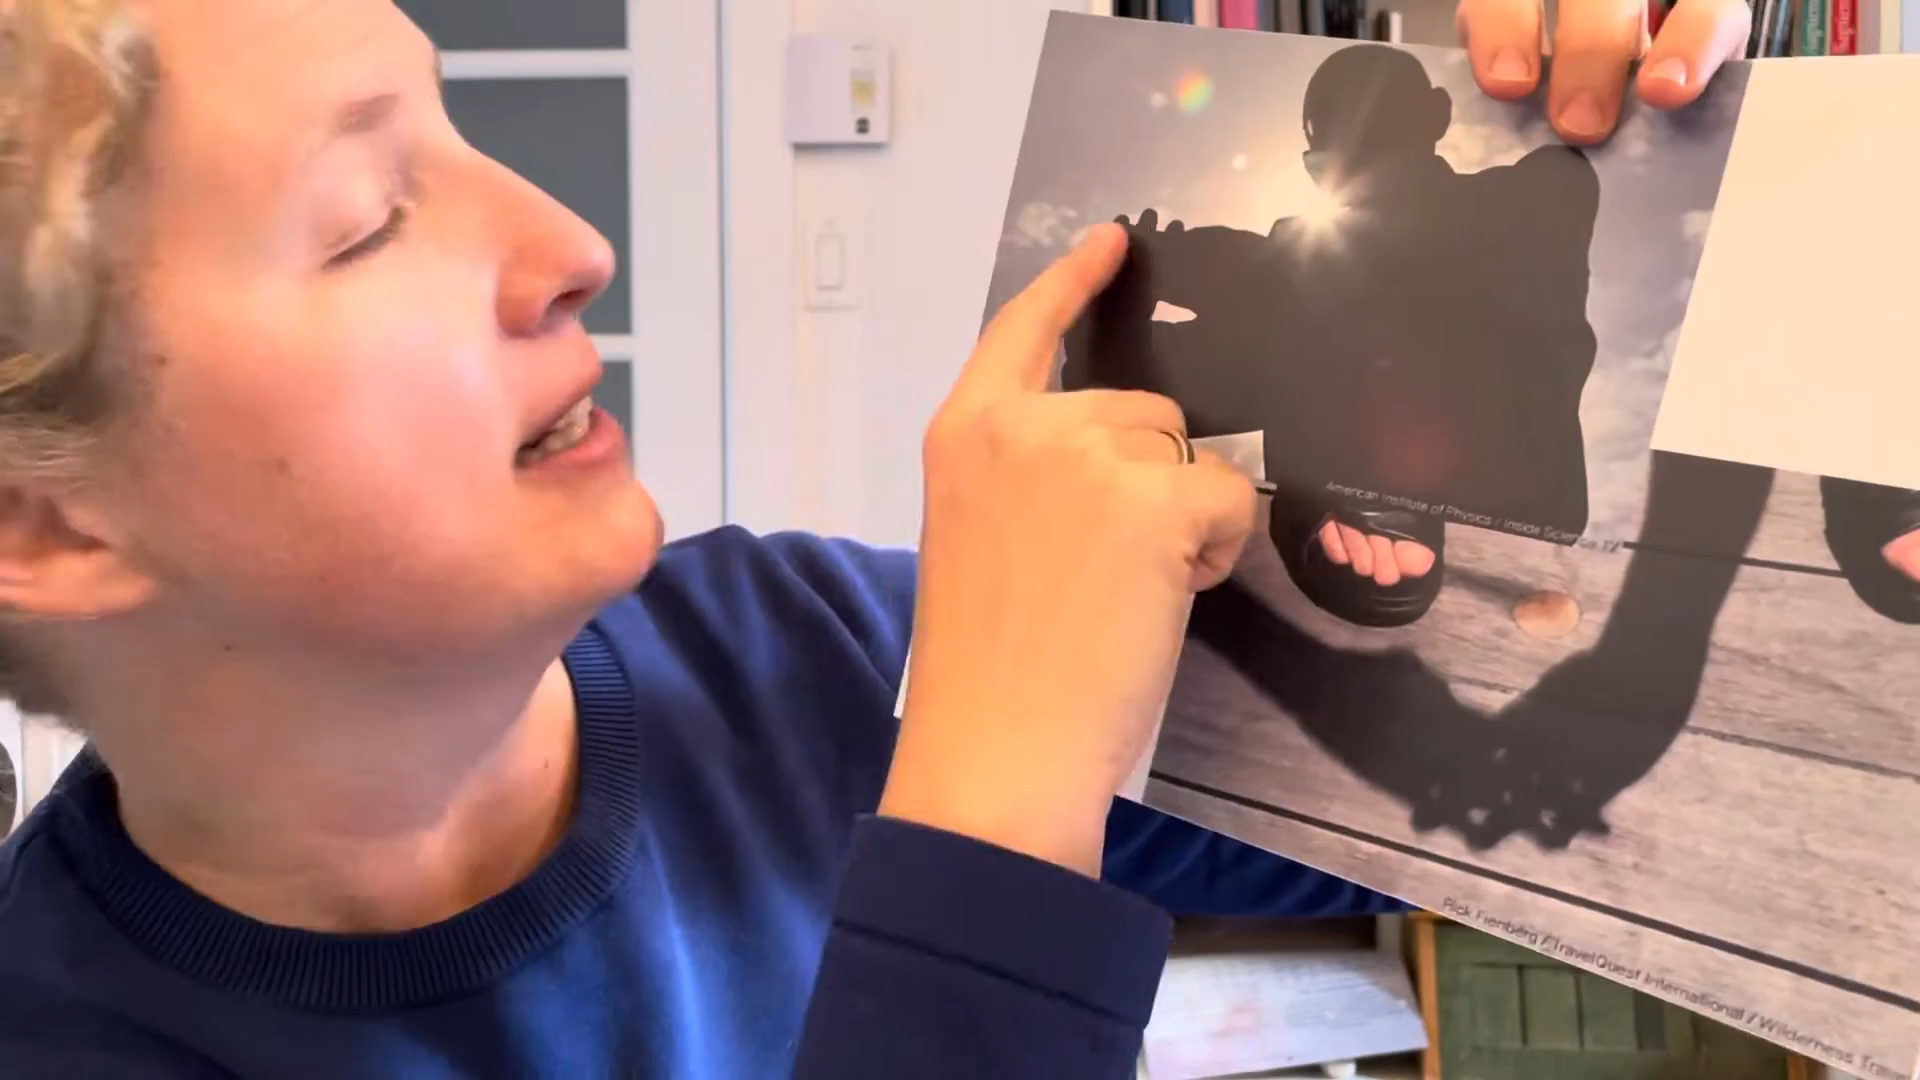 American Institute of Physics / Inside Science TV
Rick Fienberg / TravelQuest International / Wilderness Travel